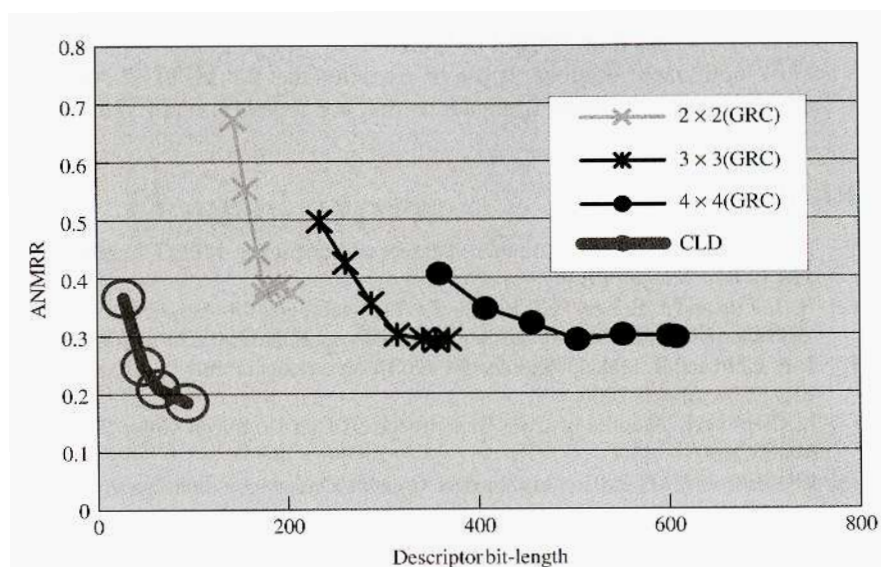 0.8
0.7
0.6
0.5
0.4
0.3
0.2
0.1
0
ANMRR
2 × 2(GRC)
3 × 3(GRC)
4 × 4(GRC)
CLD
0 200 400 600 800
Descriptor bit-length